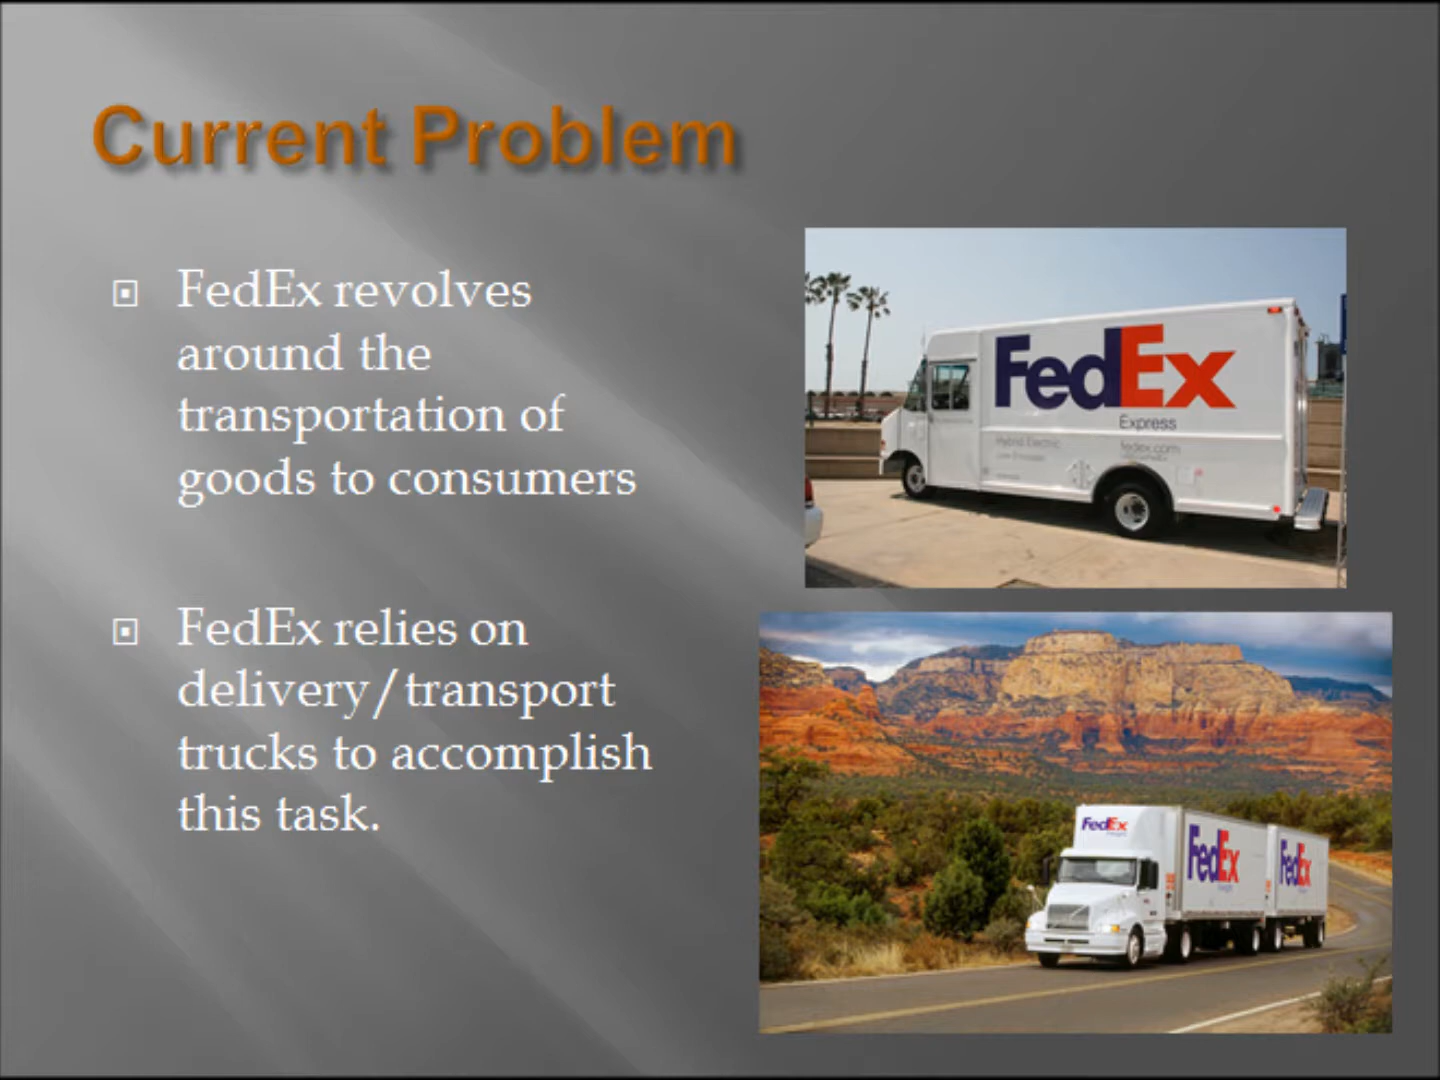 Current Problem
FedEx revolves
around the
transportation of
goods to consumers
FedEx relies on
delivery/transport
trucks to accomplish
this task.
FedEx
Express
Hybrid Electric
fedex.com
FedEx
FedEx
FedEx